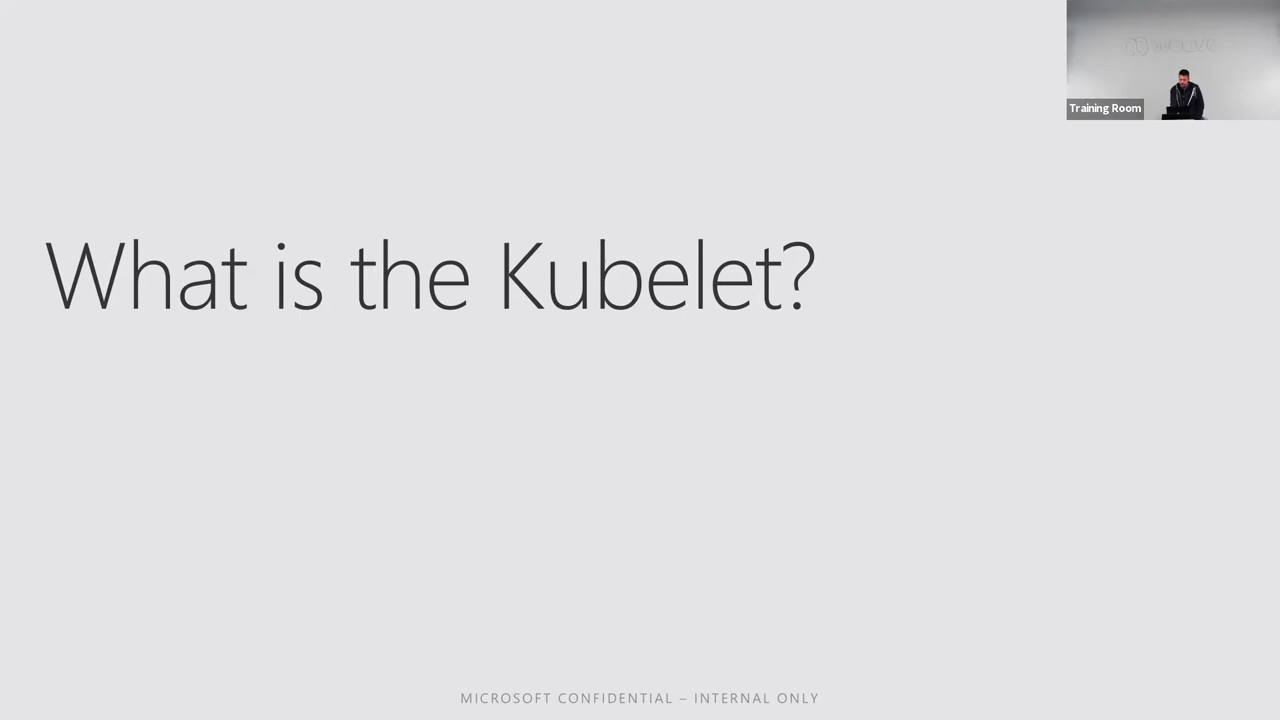 Training Room
What is the Kubelet?
MICROSOFT CONFIDENTIAL – INTERNAL ONLY